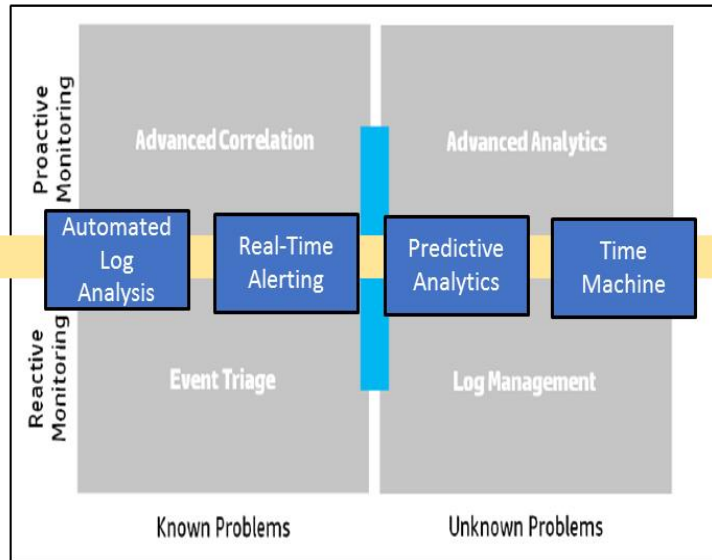 Proactive
Monitoring
Advanced Correlation
Advanced Analytics
Automated
Log
Analysis
Real-Time
Alerting
Predictive
Analytics
Time
Machine
Reactive
Monitoring
Event Triage
Log Management
Known Problems
Unknown Problems